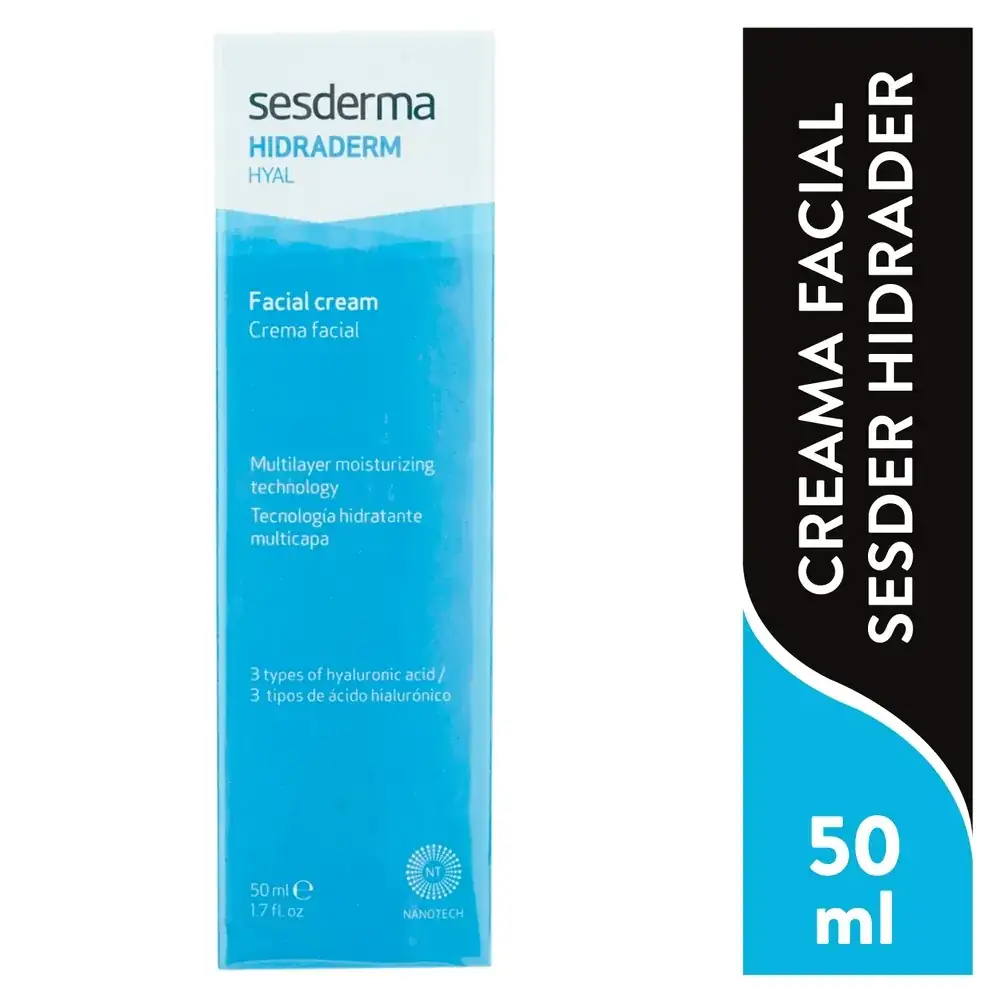 sesderma
HIDRADERM
HYAL
Facial cream
Crema facial
Multilayer moisturizing
technology
Tecnología hidratante
multicapa
3 types of hyaluronic acid /
3 tipos de ácido hialurónico
50 ml ℮
1.7 fl. oz
NT
NANOTECH
CREAMA FACIAL
SESDER HIDRADER
50
ml